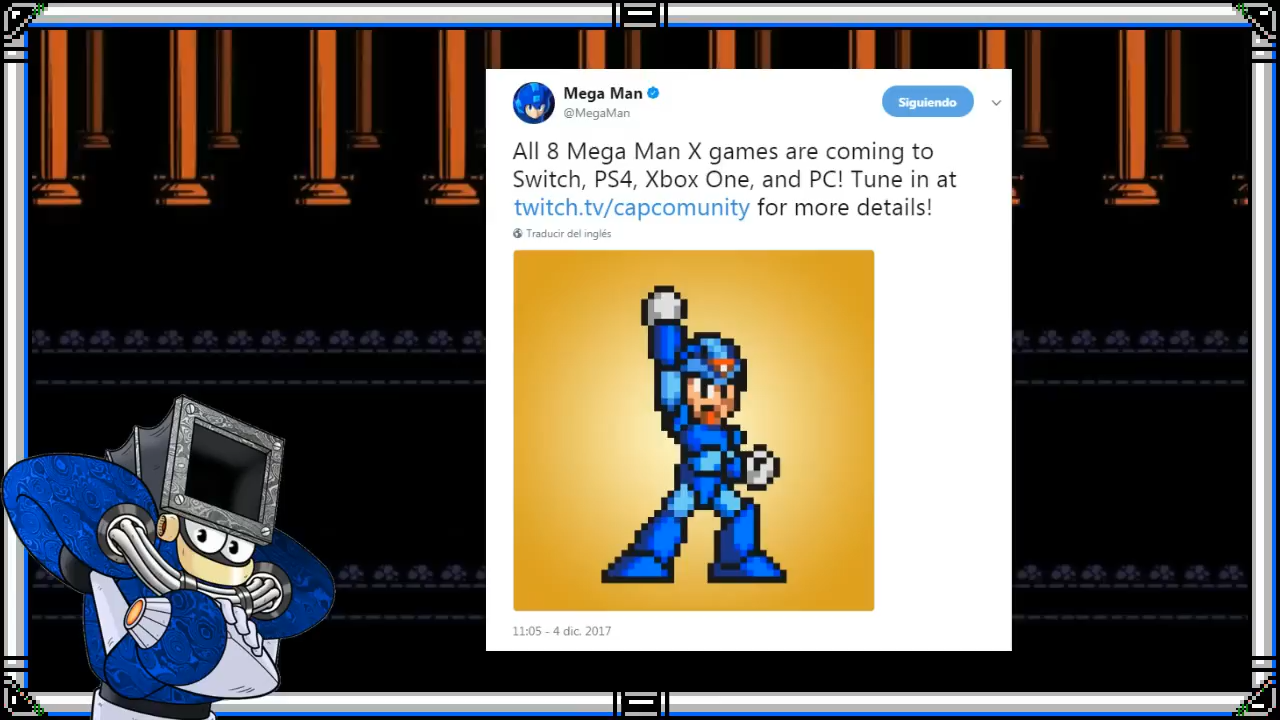 Mega Man
@MegaMan
Siguiendo
All 8 Mega Man X games are coming to
Switch, PS4, Xbox One, and PC! Tune in at
twitch.tv/capcomunity for more details!
Traducir del inglés
11:05 - 4 dic. 2017